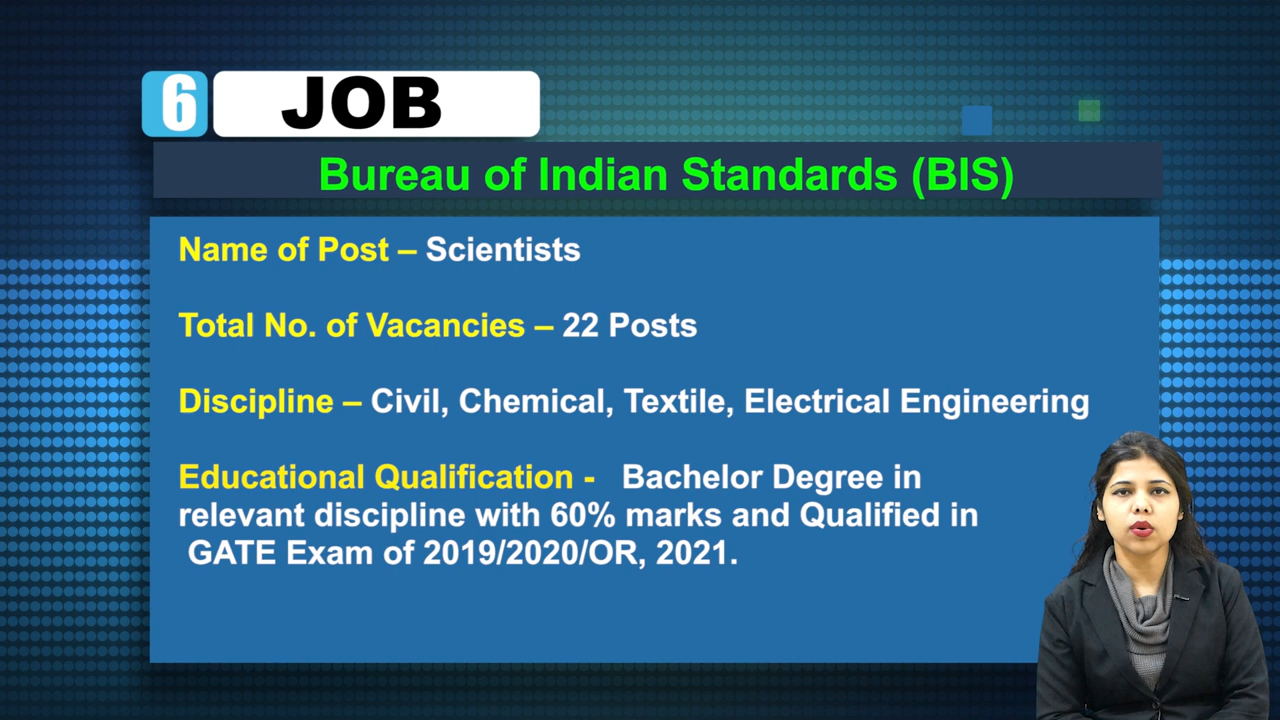 6 JOB
Bureau of Indian Standards (BIS)
Name of Post – Scientists
Total No. of Vacancies – 22 Posts
Discipline – Civil, Chemical, Textile, Electrical Engineering
Educational Qualification - Bachelor Degree in
relevant discipline with 60% marks and Qualified in
GATE Exam of 2019/2020/OR, 2021.